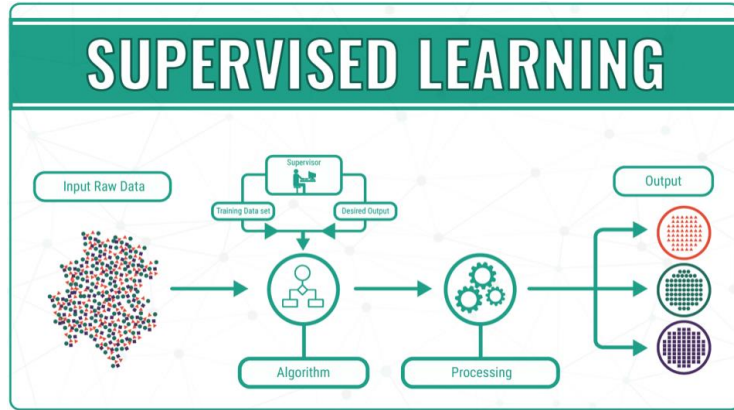 SUPERVISED LEARNING
Input Raw Data
Supervisor
Training Data set
Desired Output
Algorithm
Processing
Output